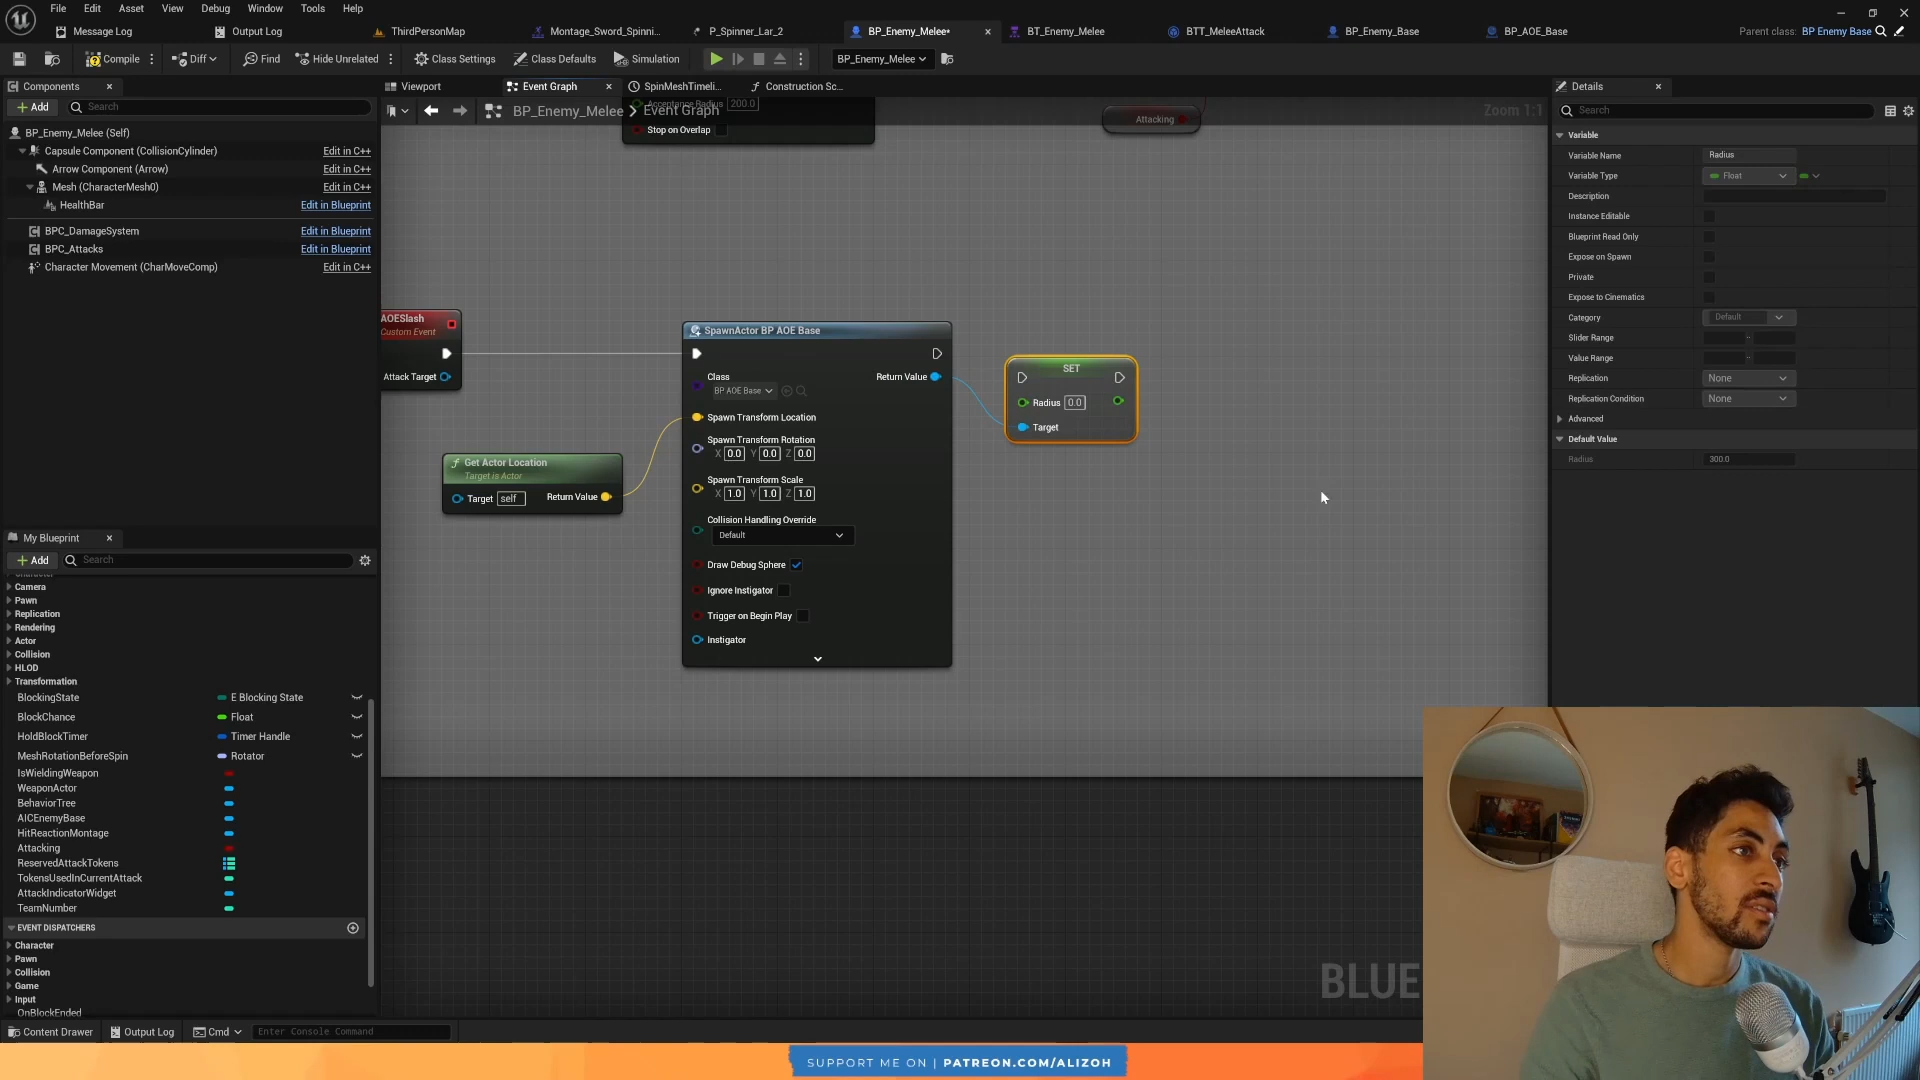 File Edit Asset View Debug Window Tools Help
Message Log Output Log ThirdPersonMap Montage_Sword_Spinni... P_Spinner_Lar_2 BP_Enemy_Melee* BT_Enemy_Melee BTT_MeleeAttack BP_Enemy_Base BP_AOE_Base Parent class: BP Enemy Base
Compile Diff Find Hide Unrelated Class Settings Class Defaults Simulation BP_Enemy_Melee
Components Viewport Event Graph SpinMeshTimeli... Construction Sc... Details
Add Search BP_Enemy_Melee > Event Graph Zoom 1:1 Search
Acceptance Radius 200.0
Stop on Overlap
Attacking
BP_Enemy_Melee (Self)
Capsule Component (CollisionCylinder) Edit in C++
Arrow Component (Arrow) Edit in C++
Mesh (CharacterMesh0) Edit in C++
HealthBar Edit in Blueprint
BPC_DamageSystem Edit in Blueprint
BPC_Attacks Edit in Blueprint
Character Movement (CharMoveComp) Edit in C++
My Blueprint
Add Search
Camera
Pawn
Replication
Rendering
Actor
Collision
HLOD
Transformation
BlockingState E Blocking State
BlockChance Float
HoldBlockTimer Timer Handle
MeshRotationBeforeSpin Rotator
IsWieldingWeapon
WeaponActor
BehaviorTree
AICEnemyBase
HitReactionMontage
Attacking
ReservedAttackTokens
TokensUsedInCurrentAttack
AttackIndicatorWidget
TeamNumber
EVENT DISPATCHERS
Character
Pawn
Collision
Game
Input
OnBlockEnded
AOESlash
Custom Event
Attack Target
Get Actor Location
Target is Actor
Target self Return Value
SpawnActor BP AOE Base
Class Return Value
BP AOE Base
Spawn Transform Location
Spawn Transform Rotation
X 0.0 Y 0.0 Z 0.0
Spawn Transform Scale
X 1.0 Y 1.0 Z 1.0
Collision Handling Override
Default
Draw Debug Sphere
Ignore Instigator
Trigger on Begin Play
Instigator
SET
Radius 0.0
Target
Variable
Variable Name Radius
Variable Type Float
Description
Instance Editable
Blueprint Read Only
Expose on Spawn
Private
Expose to Cinematics
Category Default
Slider Range
Value Range
Replication None
Replication Condition None
Advanced
Default Value
Radius 300.0
BLUE
Content Drawer Output Log Cmd Enter Console Command
SUPPORT ME ON | PATREON.COM/ALIZOH